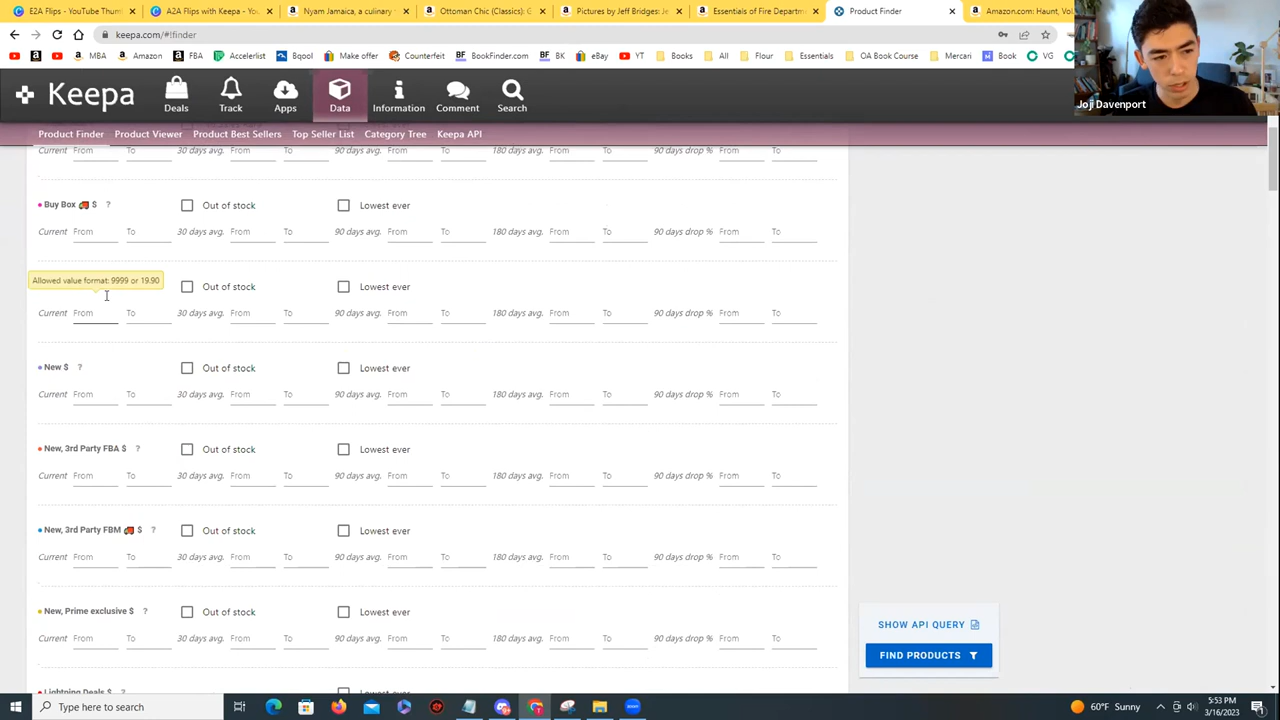 E2A Flips - YouTube Th
A2A Flips with Keepa
Nyam Jamaica, a culinary
Ottoman Chic (Classics): G
Pictures by Jeff Bridges: Je
Essentials of Fire Departm
Product Finder
Amazon.com: Haunt, Vo
keepa.com/#!finder
MBA Amazon FBA Accelerlist Bqool Make offer Counterfeit BookFinder.com BK eBay YT Books All Flour Essentials OA Book Course Mercari Book VG
Joji Davenport
Keepa
Deals Track Apps Data Information Comment Search
Product Finder Product Viewer Product Best Sellers Top Seller List Category Tree Keepa API
Current From To 30 days avg. From To 90 days avg. From To 180 days avg. From To 90 days drop % From To
Buy Box $ ? Out of stock Lowest ever
Current From To 30 days avg. From To 90 days avg. From To 180 days avg. From To 90 days drop % From To
Allowed value format: 9999 or 19.90
Out of stock Lowest ever
Current From To 30 days avg. From To 90 days avg. From To 180 days avg. From To 90 days drop % From To
New $ ? Out of stock Lowest ever
Current From To 30 days avg. From To 90 days avg. From To 180 days avg. From To 90 days drop % From To
New, 3rd Party FBA $ ? Out of stock Lowest ever
Current From To 30 days avg. From To 90 days avg. From To 180 days avg. From To 90 days drop % From To
New, 3rd Party FBM $ ? Out of stock Lowest ever
Current From To 30 days avg. From To 90 days avg. From To 180 days avg. From To 90 days drop % From To
New, Prime exclusive $ ? Out of stock Lowest ever
Current From To 30 days avg. From To 90 days avg. From To 180 days avg. From To 90 days drop % From To
Lightning Deals $ ? Lowest ever
SHOW API QUERY
FIND PRODUCTS
Type here to search
60°F Sunny
5:53 PM
3/16/2023